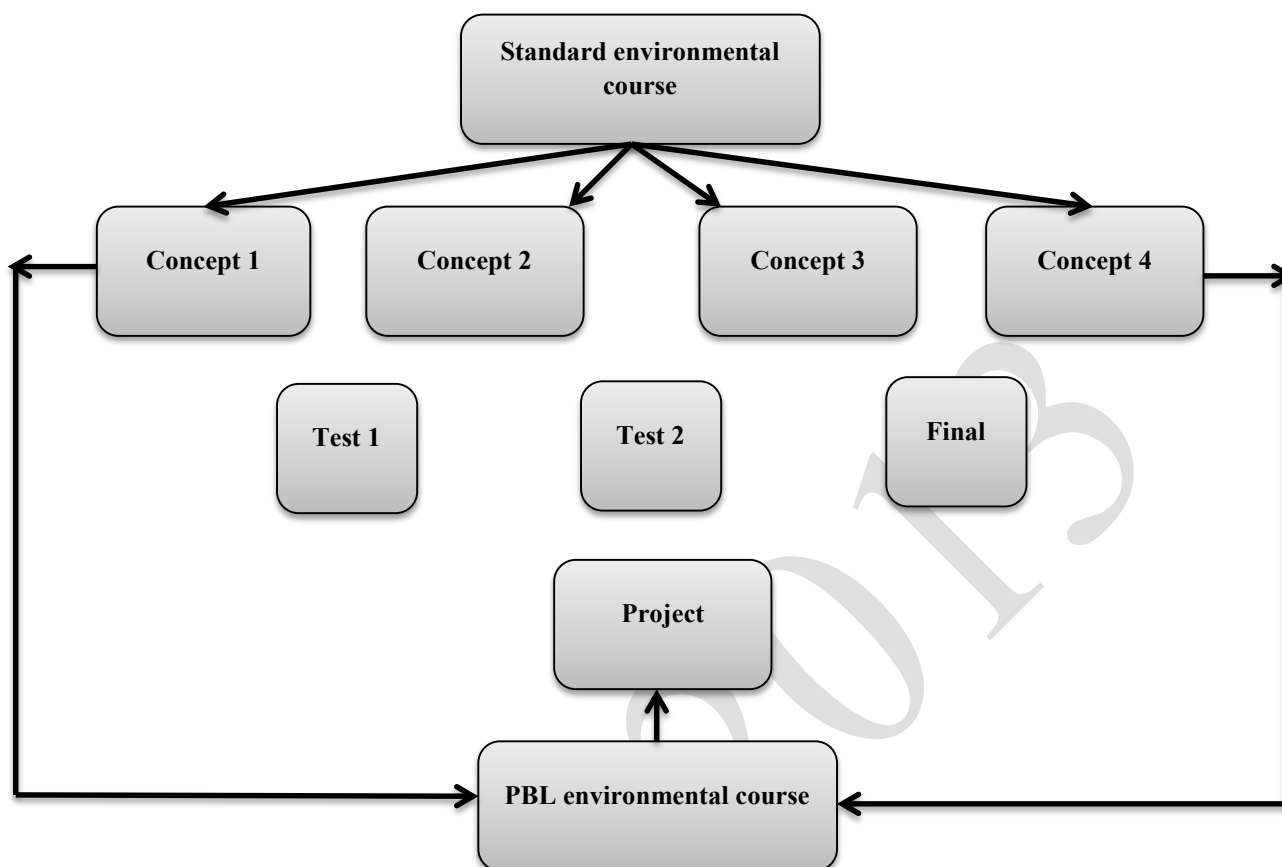 Standard environmental
course
Concept 1
Concept 2
Concept 3
Concept 4
Test 1
Test 2
Final
Project
PBL environmental course
2013